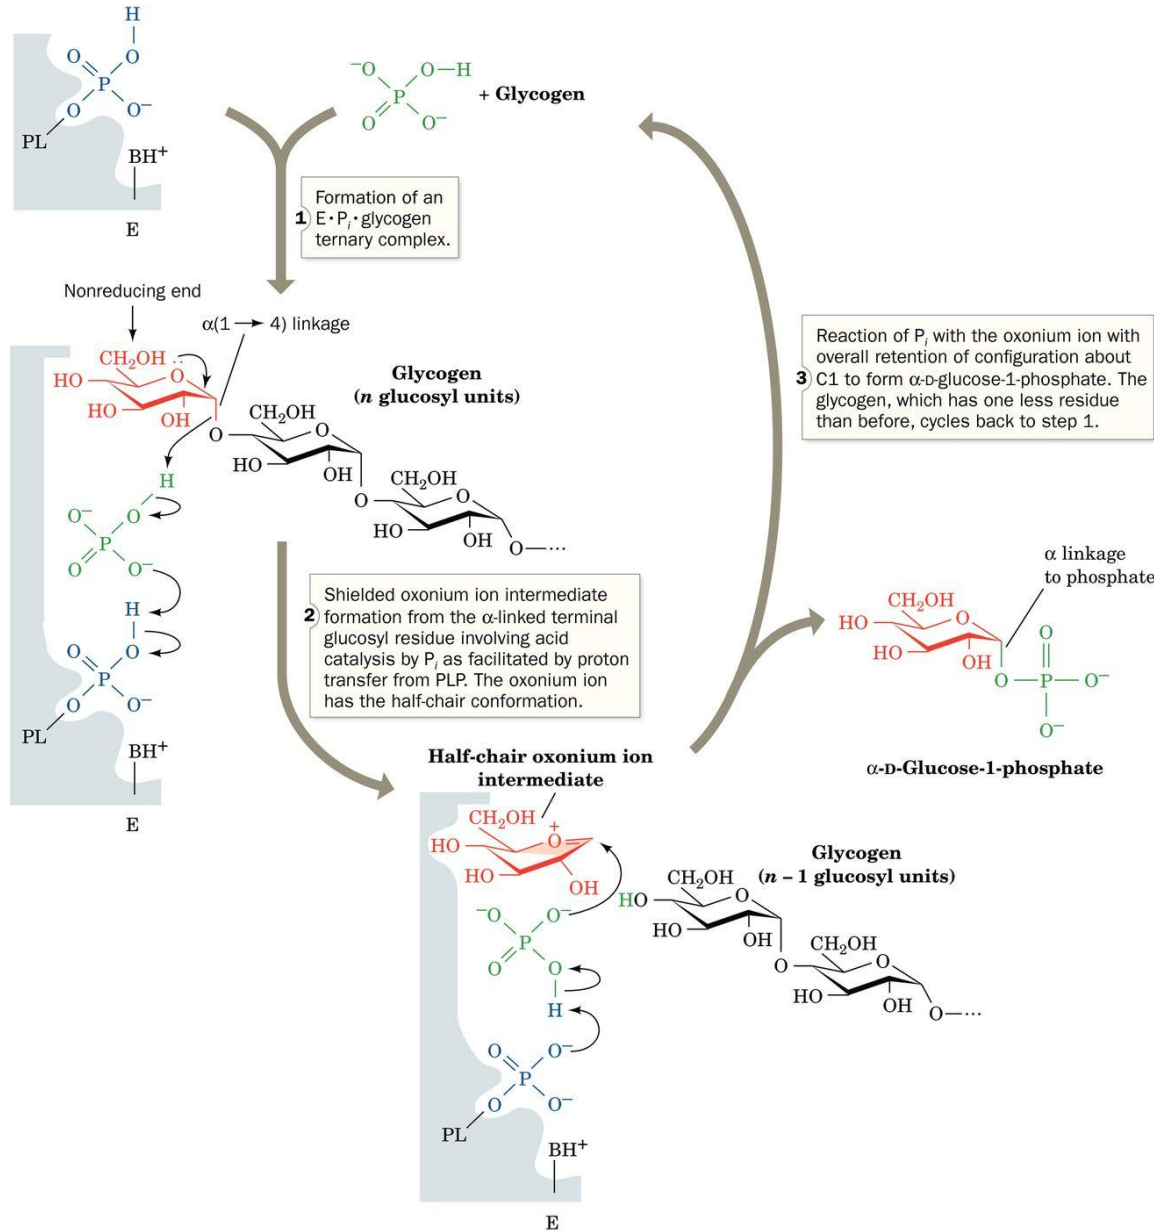 H
O
O
P
O
O⁻
PL
BH⁺
E
⁻O
O—H
P
O
O⁻
+ Glycogen
1
Formation of an
E·Pᵢ·glycogen
ternary complex.
Nonreducing end
α(1 → 4) linkage
CH₂OH
O
HO
HO
OH
O
Glycogen
(n glucosyl units)
CH₂OH
O
HO
OH
O
CH₂OH
O
HO
OH
O—···
H
O
O⁻
P
O
O⁻
H
O
O
P
O
O⁻
PL
BH⁺
E
2
Shielded oxonium ion intermediate
formation from the α-linked terminal
glucosyl residue involving acid
catalysis by Pᵢ as facilitated by proton
transfer from PLP. The oxonium ion
has the half-chair conformation.
3
Reaction of Pᵢ with the oxonium ion with
overall retention of configuration about
C1 to form α-D-glucose-1-phosphate. The
glycogen, which has one less residue
than before, cycles back to step 1.
α linkage
to phosphate
CH₂OH
O
HO
HO
OH
O
O
P
O⁻
O⁻
α-D-Glucose-1-phosphate
Half-chair oxonium ion
intermediate
CH₂OH
+
O
HO
HO
OH
Glycogen
(n – 1 glucosyl units)
⁻O
O⁻
P
O
O
H
HO
CH₂OH
O
HO
OH
O
CH₂OH
O
HO
OH
O—···
O
O⁻
P
O
O⁻
PL
BH⁺
E